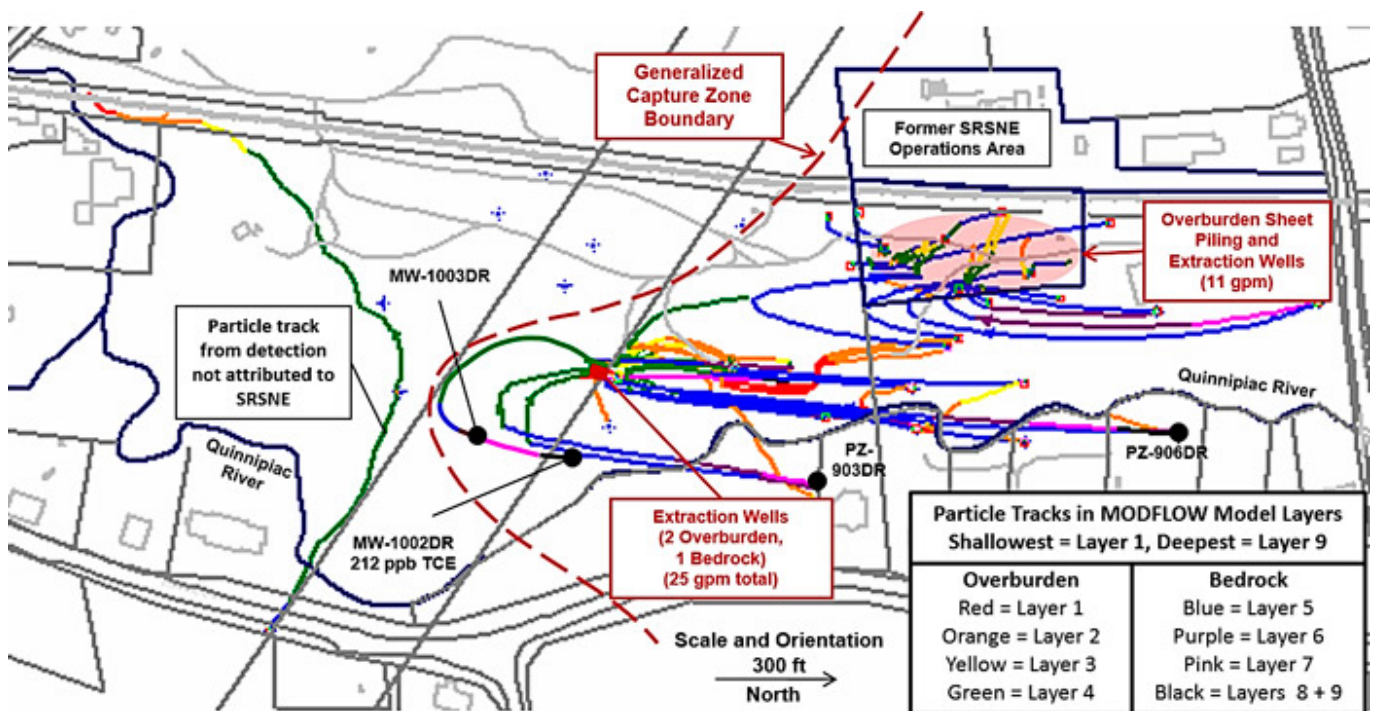 Generalized
Capture Zone
Boundary
Former SRSNE
Operations Area
Overburden Sheet
Piling and
Extraction Wells
(11 gpm)
MW-1003DR
Particle track
from detection
not attributed to
SRSNE
Quinnipiac River
Quinnipiac
River
PZ-
903DR
PZ-906DR
MW-1002DR
212 ppb TCE
Extraction Wells
(2 Overburden,
1 Bedrock)
(25 gpm total)
Scale and Orientation
300 ft
North
Particle Tracks in MODFLOW Model Layers
Shallowest = Layer 1, Deepest = Layer 9
Overburden
Red = Layer 1
Orange = Layer 2
Yellow = Layer 3
Green = Layer 4
Bedrock
Blue = Layer 5
Purple = Layer 6
Pink = Layer 7
Black = Layers 8 + 9